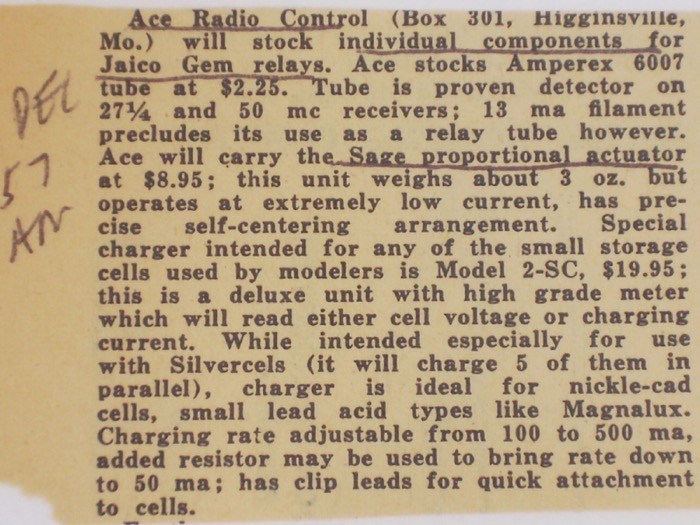 Ace Radio Control (Box 301, Higginsville,
Mo.) will stock individual components for
Jaico Gem relays. Ace stocks Amperex 6007
tube at $2.25. Tube is proven detector on
27¼ and 50 mc receivers; 13 ma filament
precludes its use as a relay tube however.
Ace will carry the Sage proportional actuator
at $8.95; this unit weighs about 3 oz. but
operates at extremely low current, has pre-
cise self-centering arrangement. Special
charger intended for any of the small storage
cells used by modelers is Model 2-SC, $19.95;
this is a deluxe unit with high grade meter
which will read either cell voltage or charging
current. While intended especially for use
with Silvercels (it will charge 5 of them in
parallel), charger is ideal for nickle-cad
cells, small lead acid types like Magnalux.
Charging rate adjustable from 100 to 500 ma,
added resistor may be used to bring rate down
to 50 ma; has clip leads for quick attachment
to cells.
DEC
57
AN